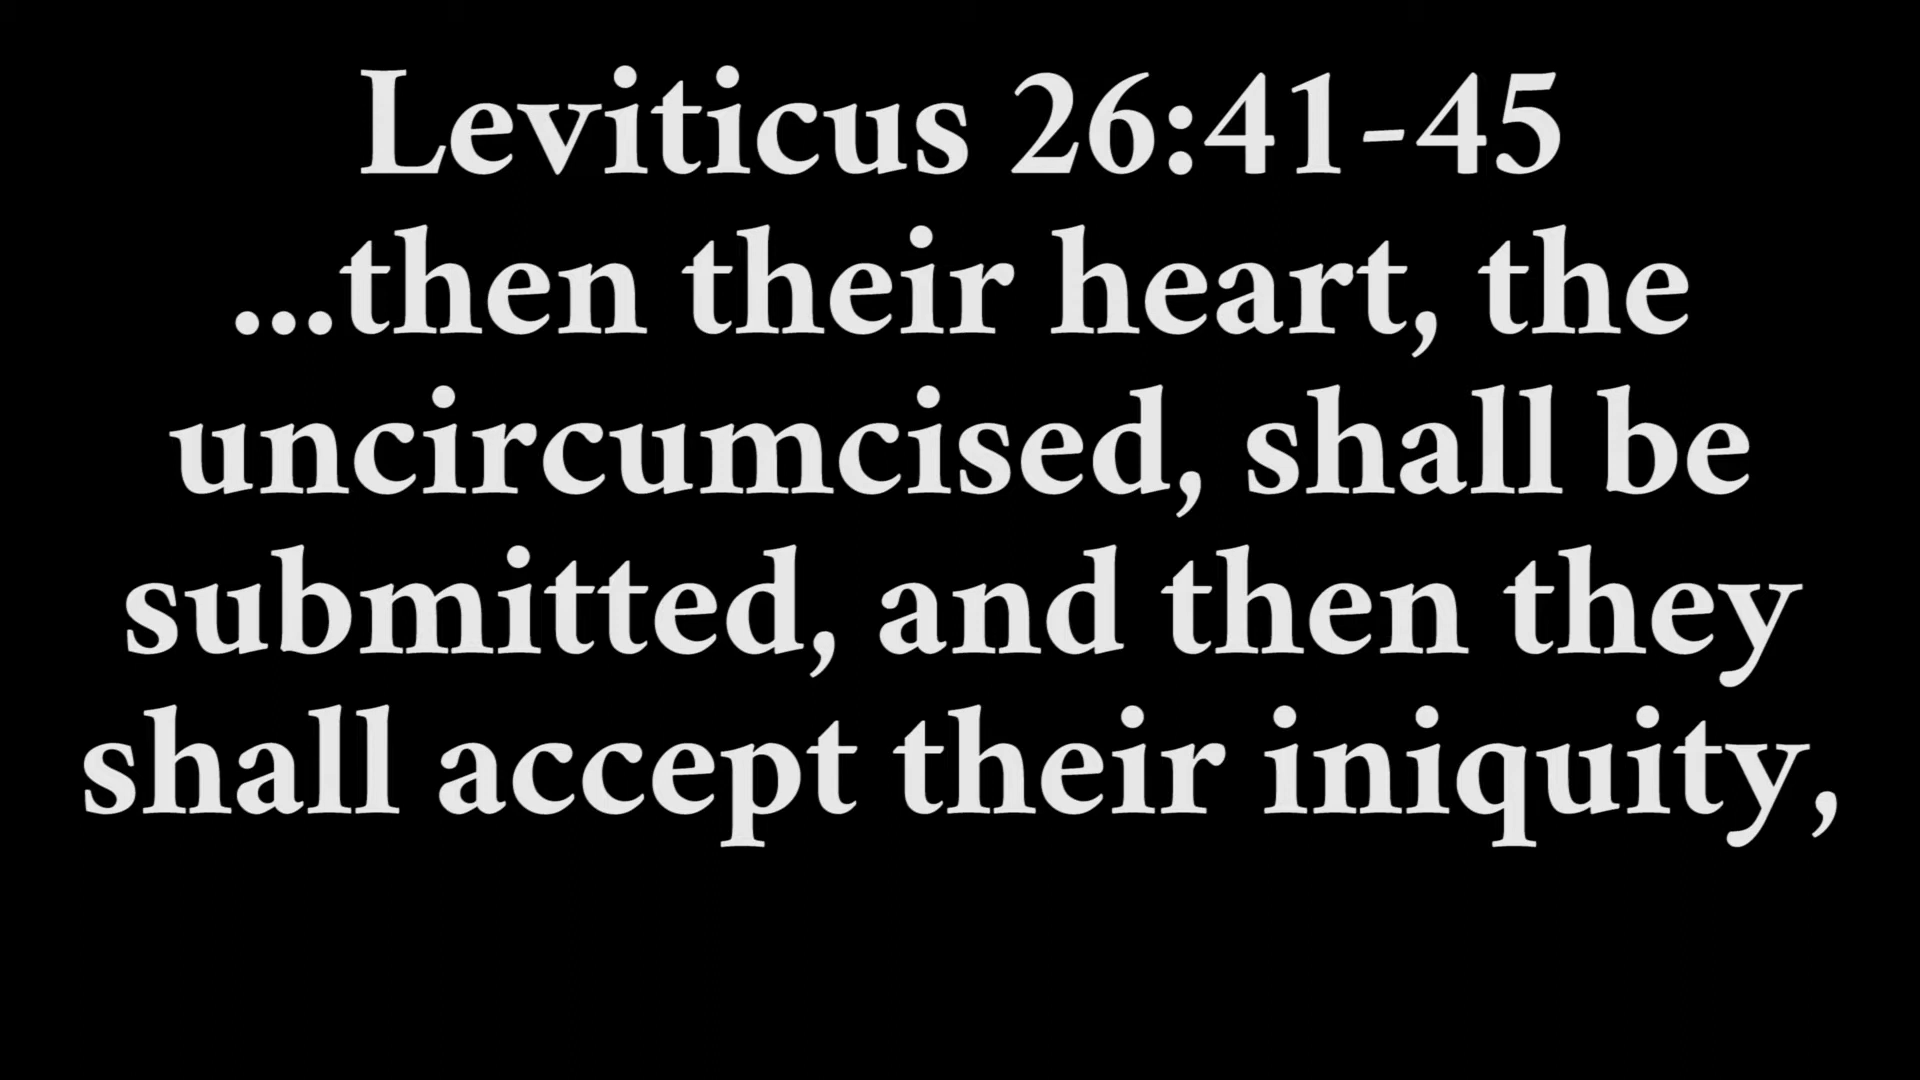 Leviticus 26:41-45
...then their heart, the
uncircumcised, shall be
submitted, and then they
shall accept their iniquity,